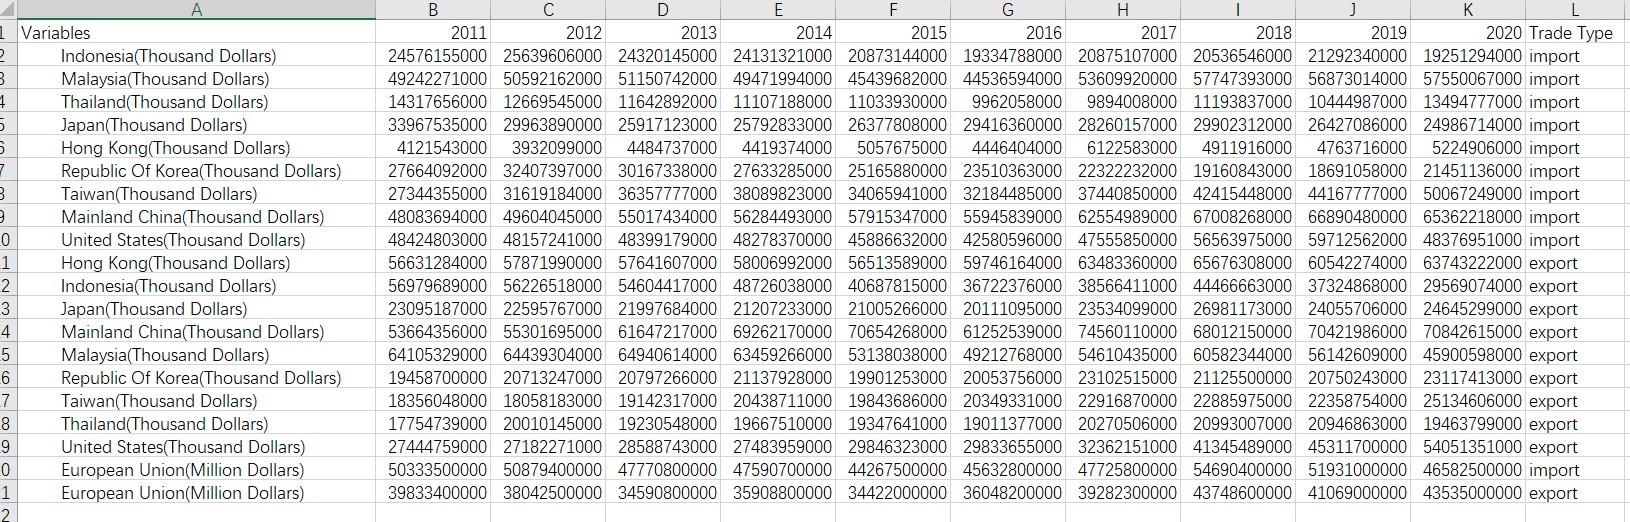 A B C D E F G H I J K L
1 Variables 2011 2012 2013 2014 2015 2016 2017 2018 2019 2020 Trade Type
2 Indonesia(Thousand Dollars) 24576155000 25639606000 24320145000 24131321000 20873144000 19334788000 20875107000 20536546000 21292340000 19251294000 import
3 Malaysia(Thousand Dollars) 49242271000 50592162000 51150742000 49471994000 45439682000 44536594000 53609920000 57747393000 56873014000 57550067000 import
4 Thailand(Thousand Dollars) 14317656000 12669545000 11642892000 11107188000 11033930000 9962058000 9894008000 11193837000 10444987000 13494777000 import
5 Japan(Thousand Dollars) 33967535000 29963890000 25917123000 25792833000 26377808000 29416360000 28260157000 29902312000 26427086000 24986714000 import
6 Hong Kong(Thousand Dollars) 4121543000 3932099000 4484737000 4419374000 5057675000 4446404000 6122583000 4911916000 4763716000 5224906000 import
7 Republic Of Korea(Thousand Dollars) 27664092000 32407397000 30167338000 27633285000 25165880000 23510363000 22322232000 19160843000 18691058000 21451136000 import
8 Taiwan(Thousand Dollars) 27344355000 31619184000 36357777000 38089823000 34065941000 32184485000 37440850000 42415448000 44167777000 50067249000 import
9 Mainland China(Thousand Dollars) 48083694000 49604045000 55017434000 56284493000 57915347000 55945839000 62554989000 67008268000 66890480000 65362218000 import
0 United States(Thousand Dollars) 48424803000 48157241000 48399179000 48278370000 45886632000 42580596000 47555850000 56563975000 59712562000 48376951000 import
1 Hong Kong(Thousand Dollars) 56631284000 57871990000 57641607000 58006992000 56513589000 59746164000 63483360000 65676308000 60542274000 63743222000 export
2 Indonesia(Thousand Dollars) 56979689000 56226518000 54604417000 48726038000 40687815000 36722376000 38566411000 44466663000 37324868000 29569074000 export
3 Japan(Thousand Dollars) 23095187000 22595767000 21997684000 21207233000 21005266000 20111095000 23534099000 26981173000 24055706000 24645299000 export
4 Mainland China(Thousand Dollars) 53664356000 55301695000 61647217000 69262170000 70654268000 61252539000 74560110000 68012150000 70421986000 70842615000 export
5 Malaysia(Thousand Dollars) 64105329000 64439304000 64940614000 63459266000 53138038000 49212768000 54610435000 60582344000 56142609000 45900598000 export
6 Republic Of Korea(Thousand Dollars) 19458700000 20713247000 20797266000 21137928000 19901253000 20053756000 23102515000 21125500000 20750243000 23117413000 export
7 Taiwan(Thousand Dollars) 18356048000 18058183000 19142317000 20438711000 19843686000 20349331000 22916870000 22885975000 22358754000 25134606000 export
8 Thailand(Thousand Dollars) 17754739000 20010145000 19230548000 19667510000 19347641000 19011377000 20270506000 20993007000 20946863000 19463799000 export
9 United States(Thousand Dollars) 27444759000 27182271000 28588743000 27483959000 29846323000 29833655000 32362151000 41345489000 45311700000 54051351000 export
0 European Union(Million Dollars) 50333500000 50879400000 47770800000 47590700000 44267500000 45632800000 47725800000 54690400000 51931000000 46582500000 import
1 European Union(Million Dollars) 39833400000 38042500000 34590800000 35908800000 34422000000 36048200000 39282300000 43748600000 41069000000 43535000000 export
2